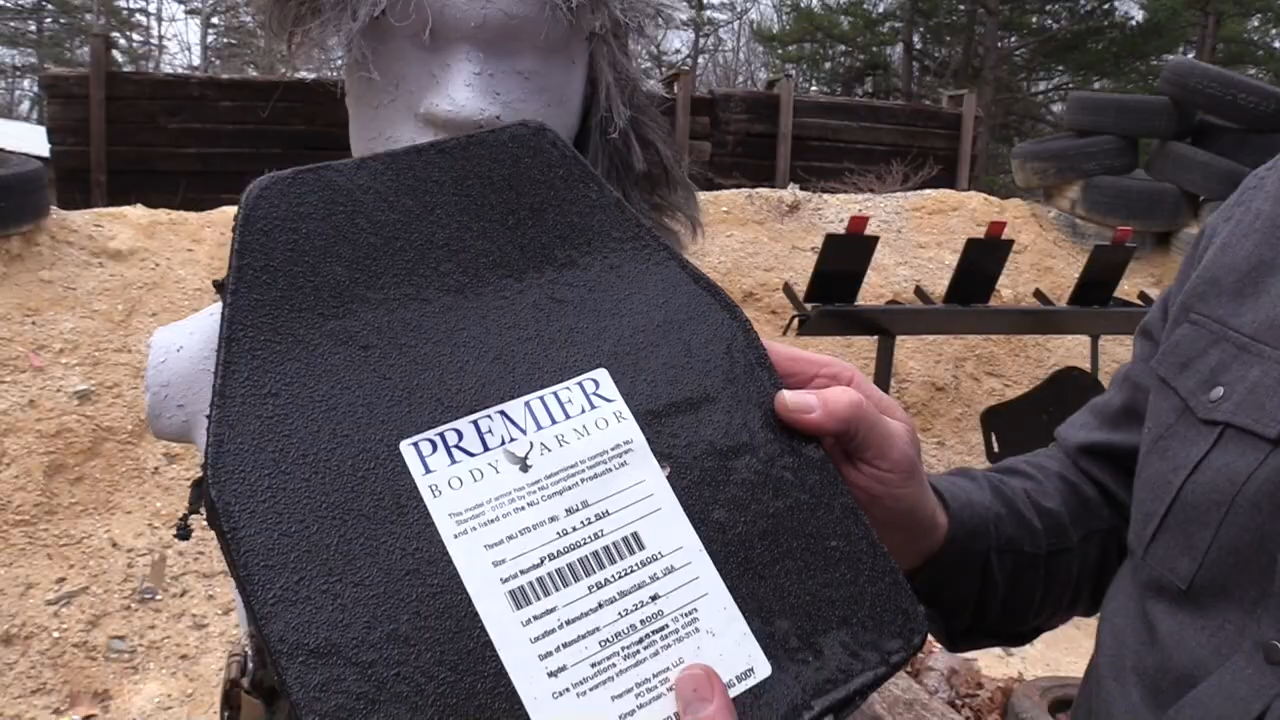 PREMIER
BODY ARMOR
This model of armor has been determined to comply with NIJ
Standard - 0101.06 by the NIJ compliance testing program,
and is listed on the NIJ Compliant Products List.
Threat (NIJ STD 0101.06): NIJ III
Size: 10 x 12 SH
Serial Number: PBA0002187
Lot Number: PBA122216001
Location of Manufacture: Kings Mountain, NC USA
Date of Manufacture: 12-22-16
Model: DURUS 8000
Warranty Period: 10 Years
Care Instructions: Wipe with damp cloth
For warranty information call 704-750-3118
Premier Body Armor, LLC
PO Box 335
Kings Mountain, NC
BODY